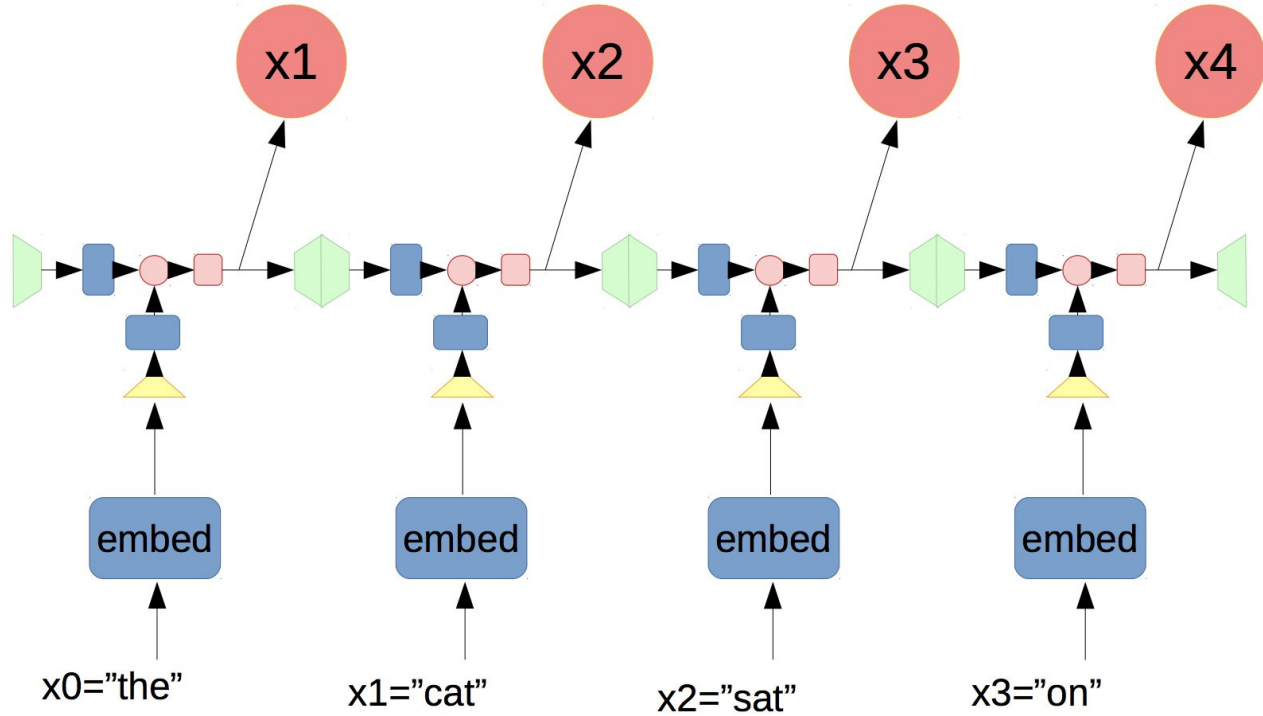 x1 x2 x3 x4
embed embed embed embed
x0=”the” x1=”cat” x2=”sat” x3=”on”